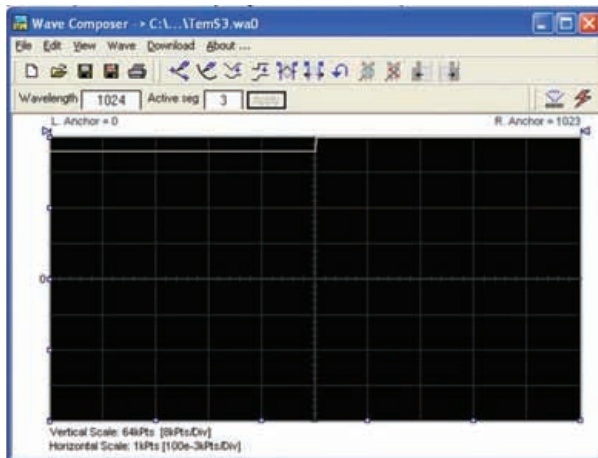 Wave Composer -> C:\...\TemS3.wa0
File Edit View Wave Download About ...
Wavelength 1024 Active seg 3
L. Anchor = 0 R. Anchor = 1023
0
Vertical Scale: 64kPts [8kPts/Div]
Horizontal Scale: 1kPts [100e-3kPts/Div]